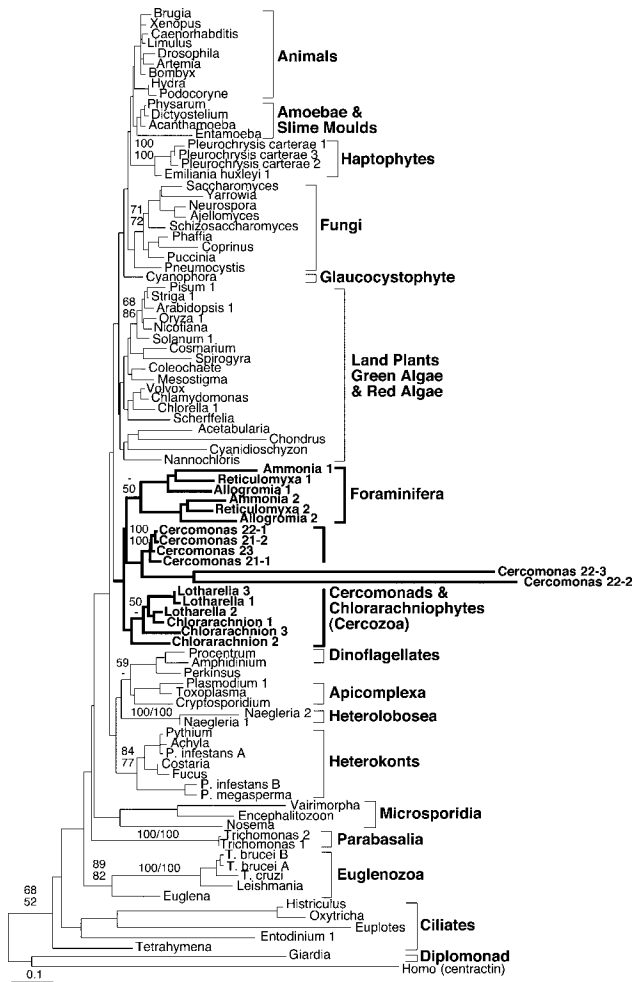 Brugia
Xenopus
Caenorhabditis
Limulus
Drosophila
Artemia
Bombyx
Hydra
Podocoryne
Animals
Physarum
Dictyostelium
Acanthamoeba
Entamoeba
Amoebae &
Slime Moulds
100
100
Pleurochrysis carterae 1
Pleurochrysis carterae 3
Pleurochrysis carterae 2
Emiliania huxleyi 1
Haptophytes
Saccharomyces
Yarrowia
Neurospora
Ajellomyces
Schizosaccharomyces
Phaffia
Coprinus
Puccinia
Pneumocystis
71
72
Fungi
Cyanophora
Glaucocystophyte
Pisum 1
Striga 1
Arabidopsis 1
Oryza 1
Nicotiana
Solanum 1
Cosmarium
Spirogyra
Coleochaete
Mesostigma
Volvox
Chlamydomonas
Chlorella 1
Scherffelia
Acetabularia
Chondrus
Cyanidioschyzon
Nannochloris
68
86
Land Plants
Green Algae
& Red Algae
Ammonia 1
Reticulomyxa 1
Allogromia 1
Ammonia 2
Reticulomyxa 2
Allogromia 2
-
50
Foraminifera
100
100
Cercomonas 22-1
Cercomonas 21-2
Cercomonas 23
Cercomonas 21-1
Cercomonas 22-3
Cercomonas 22-2
Lotharella 3
Lotharella 1
Lotharella 2
Chlorarachnion 1
Chlorarachnion 3
Chlorarachnion 2
50
-
Cercomonads &
Chlorarachniophytes
(Cercozoa)
Procentrum
Amphidinium
Perkinsus
59
-
Dinoflagellates
Plasmodium 1
Toxoplasma
Cryptosporidium
Apicomplexa
100/100
Naegleria 2
Naegleria 1
Heterolobosea
Pythium
Achyla
P. infestans A
Costaria
Fucus
P. infestans B
P. megasperma
84
77
Heterokonts
Vairimorpha
Encephalitozoon
Nosema
Microsporidia
100/100
Trichomonas 2
Trichomonas 1
Parabasalia
89
82
100/100
T. brucei B
T. brucei A
T. cruzi
Leishmania
Euglena
Euglenozoa
68
52
Histriculus
Oxytricha
Euplotes
Entodinium 1
Tetrahymena
Ciliates
Giardia
Diplomonad
Homo (centractin)
0.1